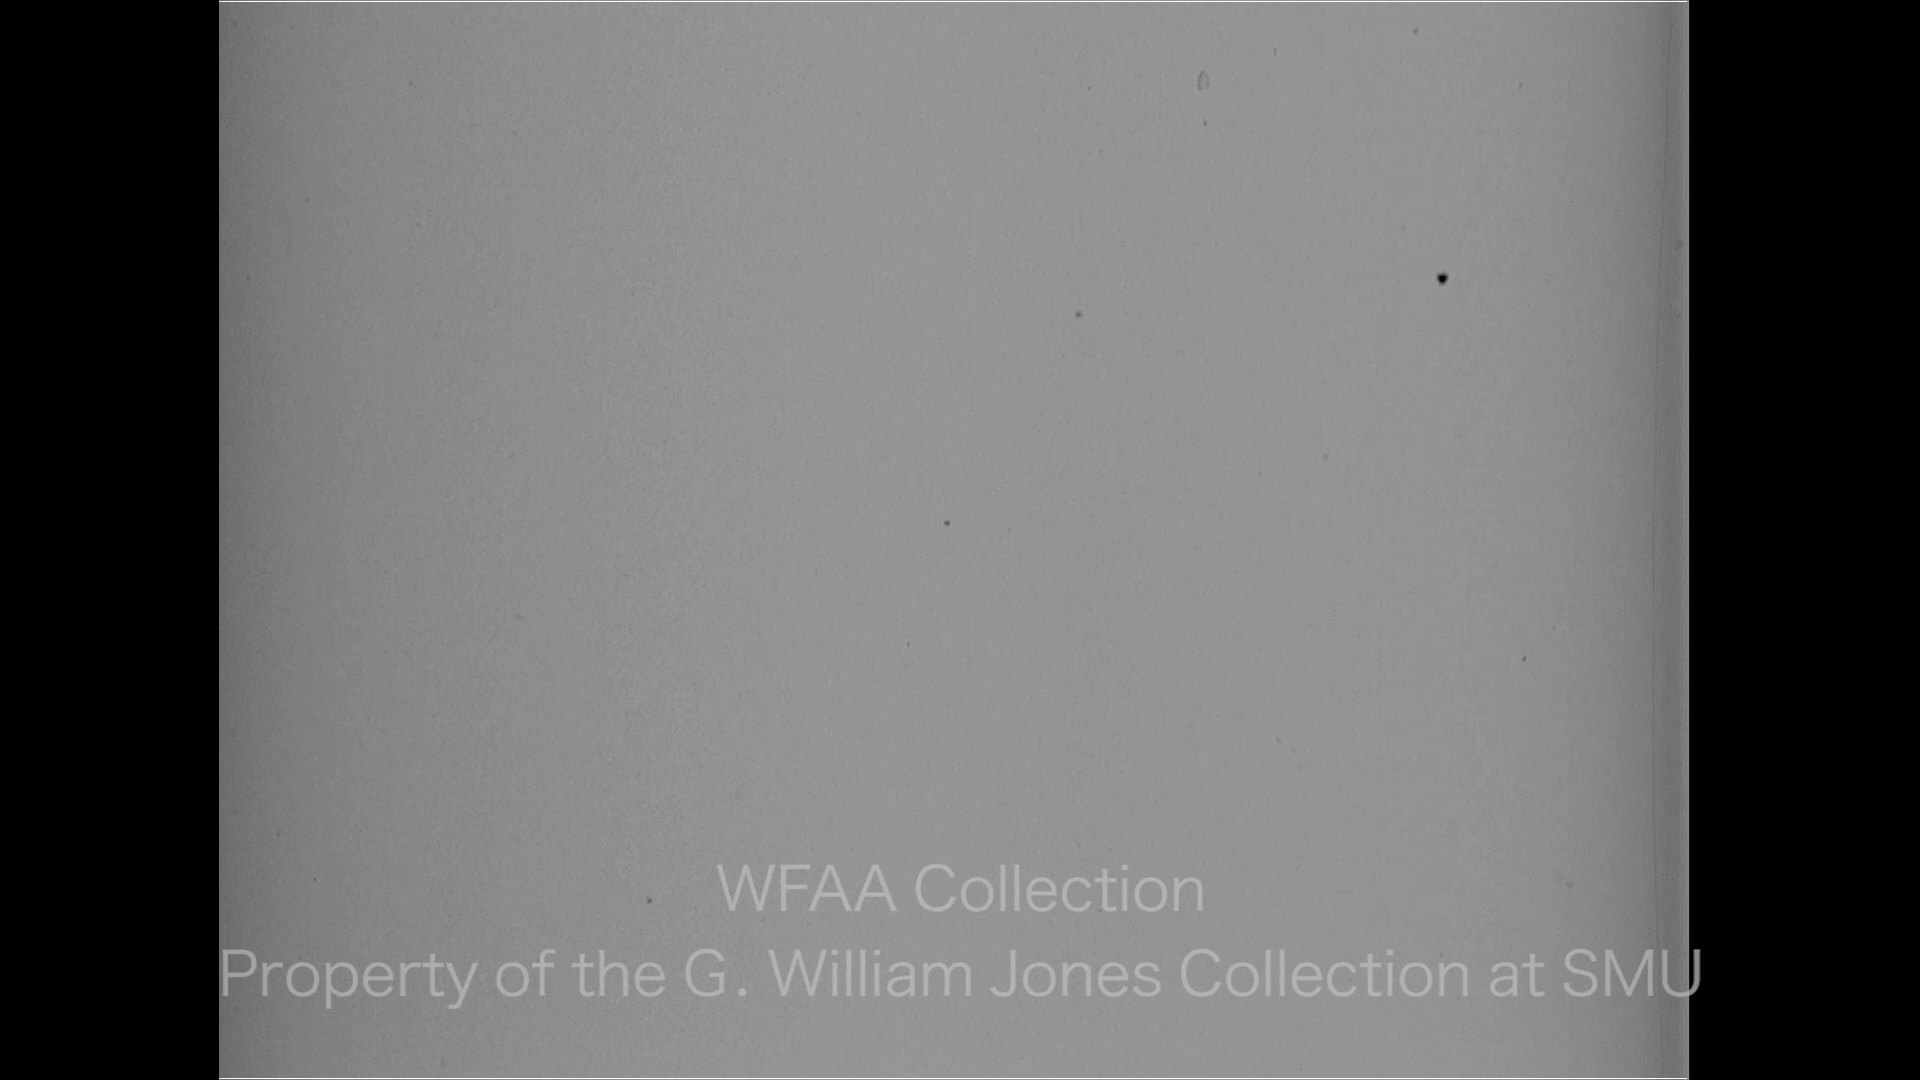 WFAA Collection
Property of the G. William Jones Collection at SMU